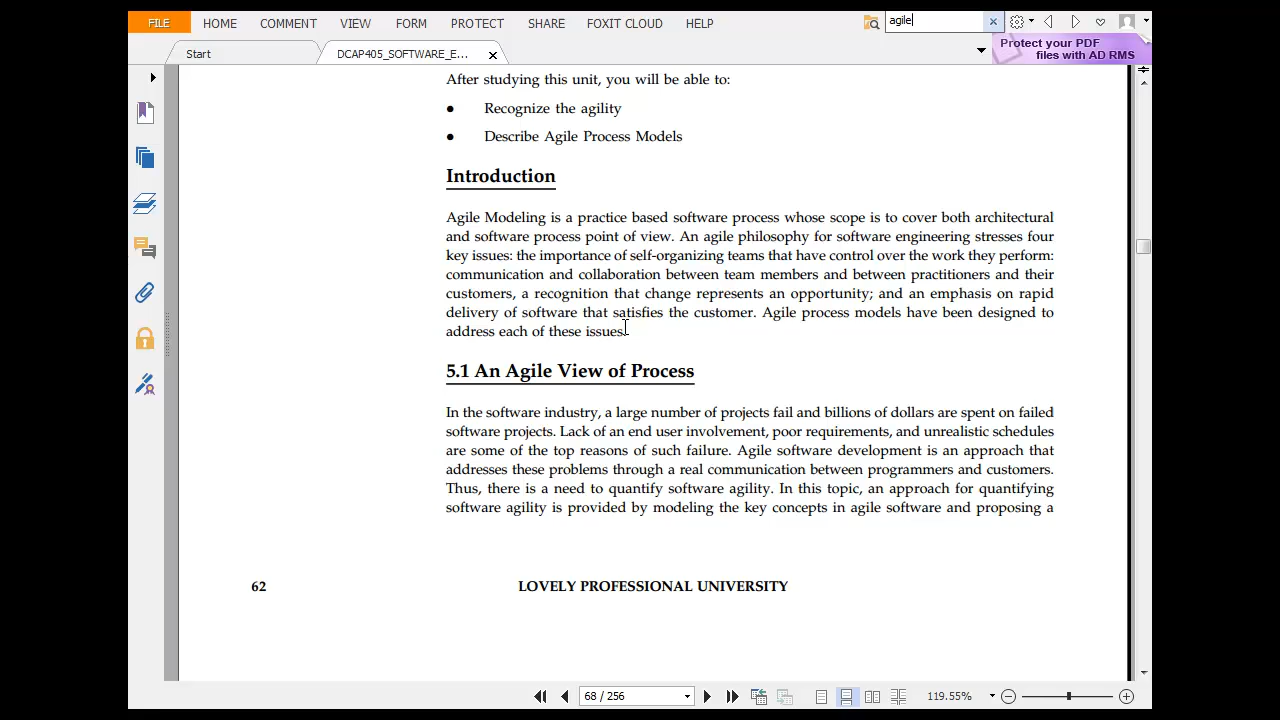 FILE HOME COMMENT VIEW FORM PROTECT SHARE FOXIT CLOUD HELP agile
Start DCAP405_SOFTWARE_E... Protect your PDF
files with AD RMS
After studying this unit, you will be able to:
● Recognize the agility
● Describe Agile Process Models
Introduction
Agile Modeling is a practice based software process whose scope is to cover both architectural
and software process point of view. An agile philosophy for software engineering stresses four
key issues: the importance of self-organizing teams that have control over the work they perform:
communication and collaboration between team members and between practitioners and their
customers, a recognition that change represents an opportunity; and an emphasis on rapid
delivery of software that satisfies the customer. Agile process models have been designed to
address each of these issues.
5.1 An Agile View of Process
In the software industry, a large number of projects fail and billions of dollars are spent on failed
software projects. Lack of an end user involvement, poor requirements, and unrealistic schedules
are some of the top reasons of such failure. Agile software development is an approach that
addresses these problems through a real communication between programmers and customers.
Thus, there is a need to quantify software agility. In this topic, an approach for quantifying
software agility is provided by modeling the key concepts in agile software and proposing a
62 LOVELY PROFESSIONAL UNIVERSITY
68 / 256 119.55%